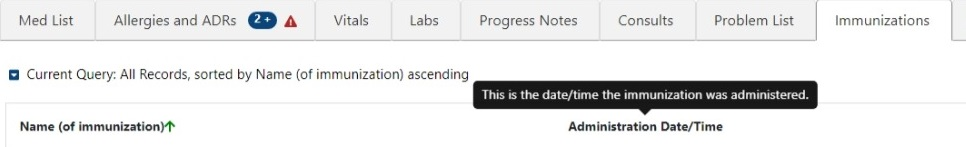 Med List Allergies and ADRs 2 + Vitals Labs Progress Notes Consults Problem List Immunizations
Current Query: All Records, sorted by Name (of immunization) ascending
This is the date/time the immunization was administered.
Name (of immunization) Administration Date/Time